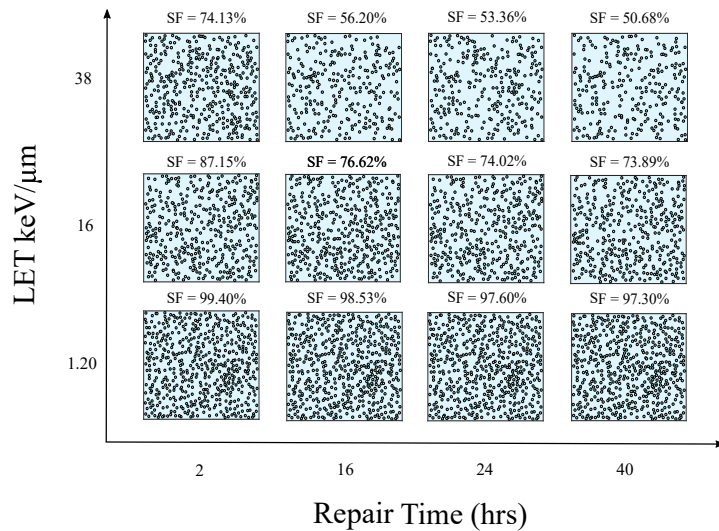 SF = 74.13% SF = 56.20% SF = 53.36% SF = 50.68%
38
SF = 87.15% SF = 76.62% SF = 74.02% SF = 73.89%
16
SF = 99.40% SF = 98.53% SF = 97.60% SF = 97.30%
1.20
LET keV/μm
2 16 24 40
Repair Time (hrs)